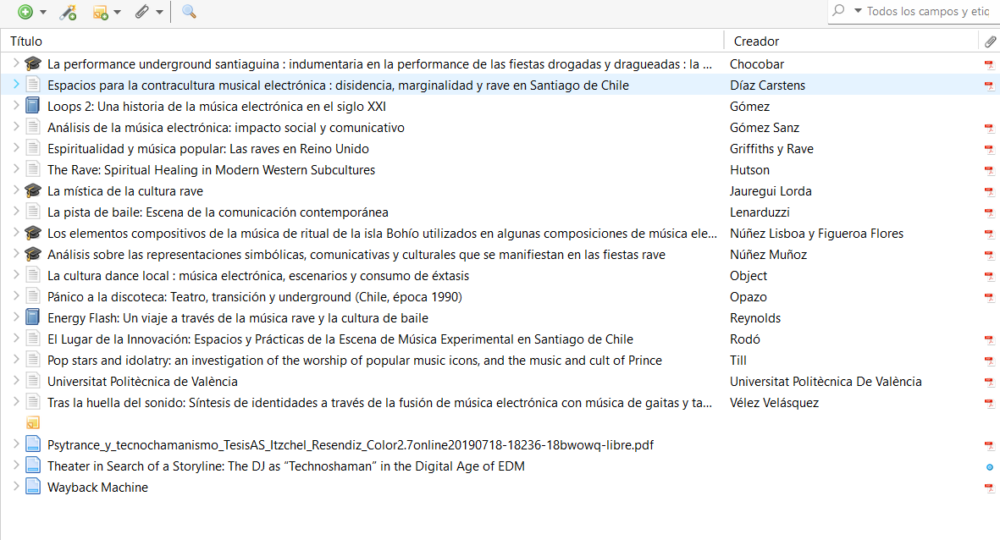 Todos los campos y etic
Título Creador
La performance underground santiaguina : indumentaria en la performance de las fiestas drogadas y dragueadas : la ... Chocobar
Espacios para la contracultura musical electrónica : disidencia, marginalidad y rave en Santiago de Chile Díaz Carstens
Loops 2: Una historia de la música electrónica en el siglo XXI Gómez
Análisis de la música electrónica: impacto social y comunicativo Gómez Sanz
Espiritualidad y música popular: Las raves en Reino Unido Griffiths y Rave
The Rave: Spiritual Healing in Modern Western Subcultures Hutson
La mística de la cultura rave Jauregui Lorda
La pista de baile: Escena de la comunicación contemporánea Lenarduzzi
Los elementos compositivos de la música de ritual de la isla Bohío utilizados en algunas composiciones de música ele... Núñez Lisboa y Figueroa Flores
Análisis sobre las representaciones simbólicas, comunicativas y culturales que se manifiestan en las fiestas rave Núñez Muñoz
La cultura dance local : música electrónica, escenarios y consumo de éxtasis Object
Pánico a la discoteca: Teatro, transición y underground (Chile, época 1990) Opazo
Energy Flash: Un viaje a través de la música rave y la cultura de baile Reynolds
El Lugar de la Innovación: Espacios y Prácticas de la Escena de Música Experimental en Santiago de Chile Rodó
Pop stars and idolatry: an investigation of the worship of popular music icons, and the music and cult of Prince Till
Universitat Politècnica de València Universitat Politècnica De València
Tras la huella del sonido: Síntesis de identidades a través de la fusión de música electrónica con música de gaitas y ta... Vélez Velásquez
Psytrance_y_tecnochamanismo_TesisAS_Itzchel_Resendiz_Color2.7online20190718-18236-18bwowq-libre.pdf
Theater in Search of a Storyline: The DJ as “Technoshaman” in the Digital Age of EDM
Wayback Machine